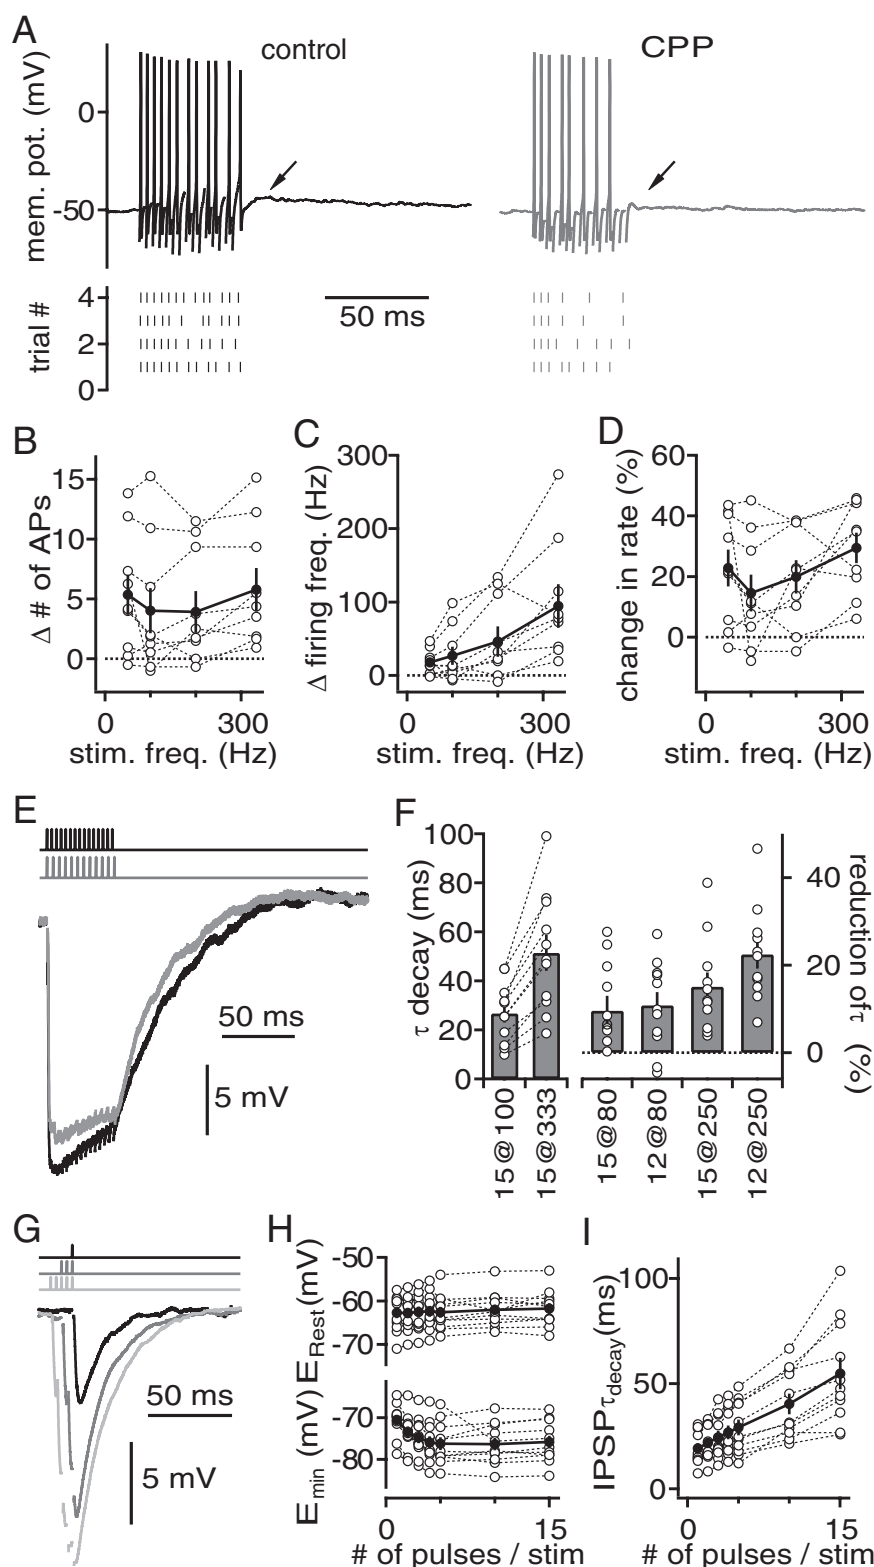 A
control
CPP
mem. pot. (mV)
0
-50
trial #
4
2
0
50 ms
B
Δ # of APs
15
10
5
0
0
300
stim. freq. (Hz)
C
Δ firing freq. (Hz)
300
200
100
0
0
300
stim. freq. (Hz)
D
change in rate (%)
60
40
20
0
0
300
stim. freq. (Hz)
E
50 ms
5 mV
F
τ decay (ms)
100
80
60
40
20
0
15@100
15@333
15@80
12@80
15@250
12@250
40
20
0
reduction of τ (%)
G
50 ms
5 mV
H
E_Rest (mV)
-50
-60
-70
E_min (mV)
-70
-80
0
15
# of pulses / stim
I
IPSP τ_decay (ms)
100
50
0
0
15
# of pulses / stim